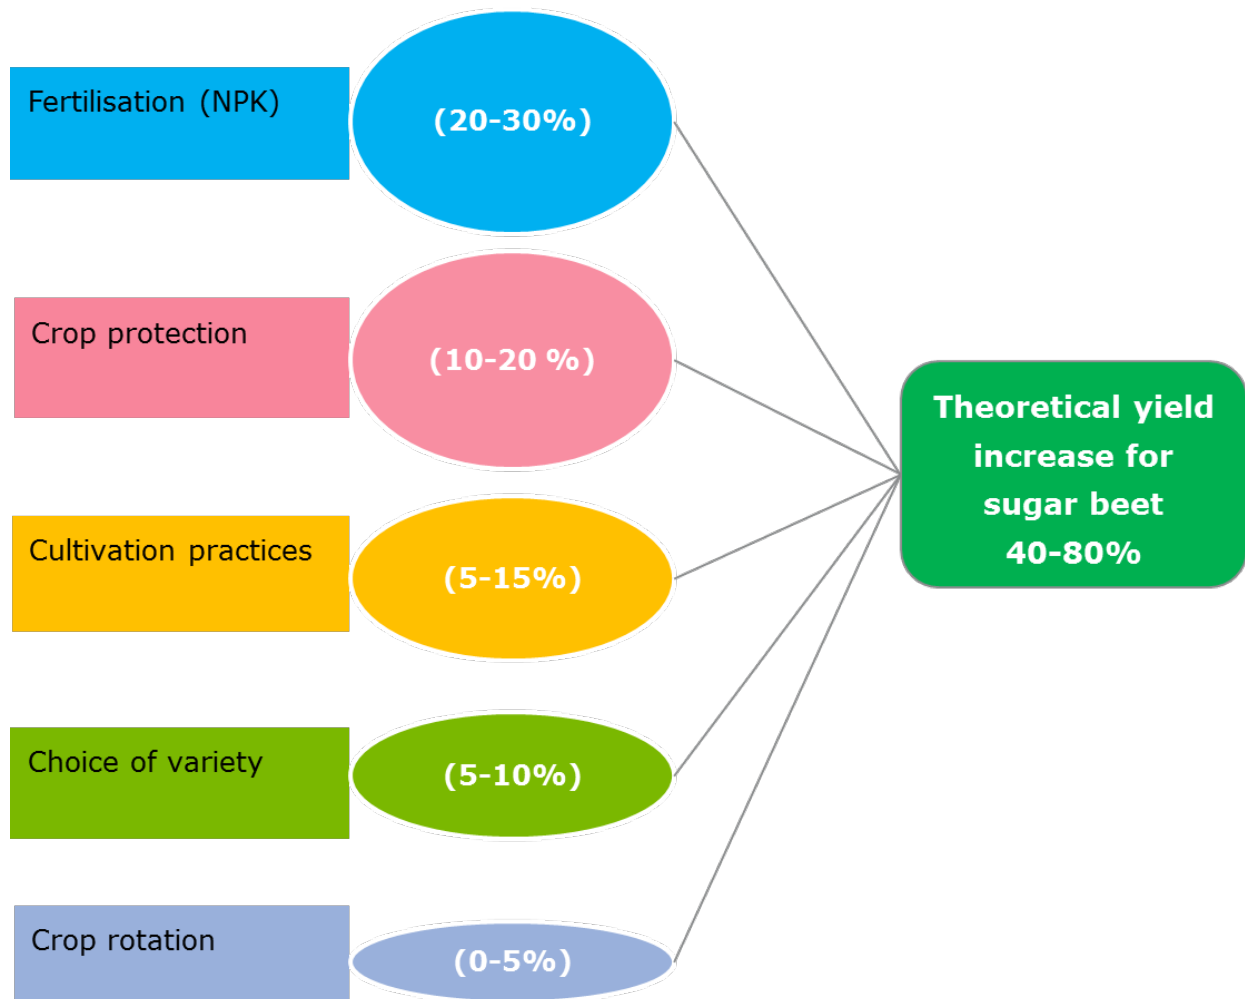 Fertilisation (NPK)
(20-30%)
Crop protection
(10-20 %)
Cultivation practices
(5-15%)
Choice of variety
(5-10%)
Crop rotation
(0-5%)
Theoretical yield
increase for
sugar beet
40-80%